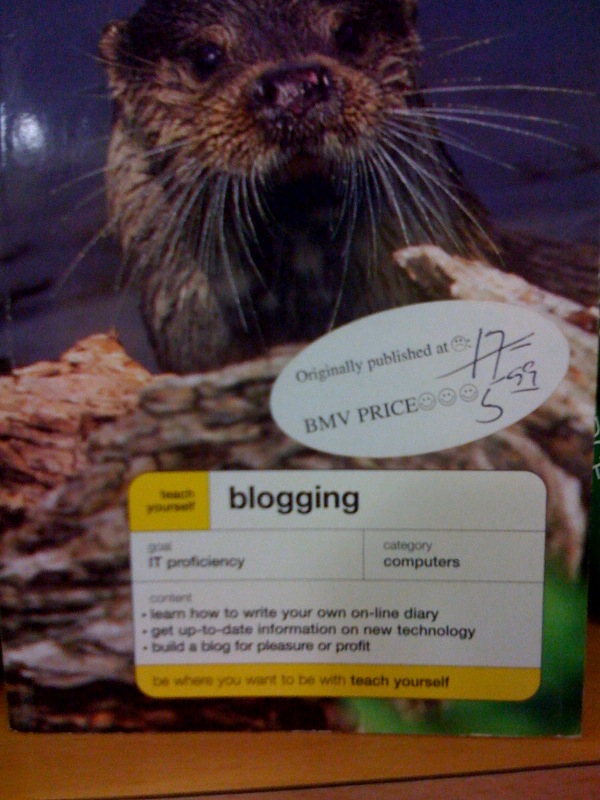 Originally published at ☹: 17
BMV PRICE☺☺☺ 5.99
teach
yourself
blogging
goal
IT proficiency
category
computers
content
• learn how to write your own on-line diary
• get up-to-date information on new technology
• build a blog for pleasure or profit
be where you want to be with teach yourself